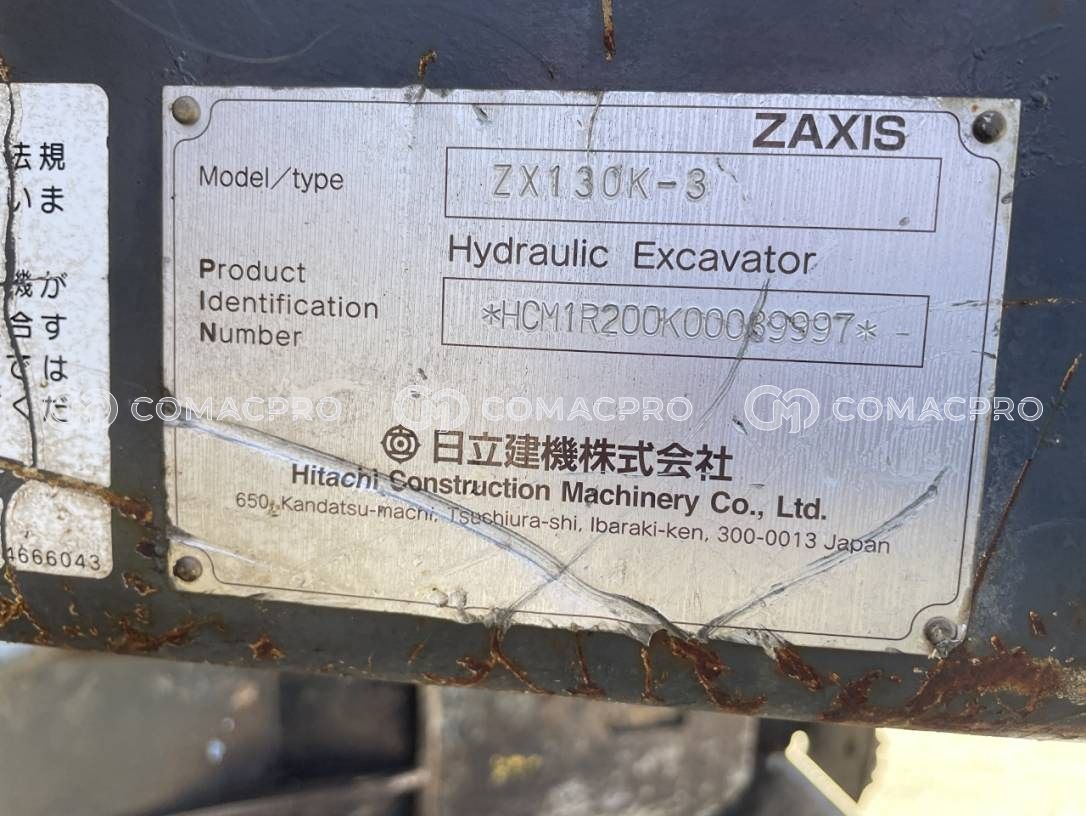 規
法
ま
い
ZAXIS
Model/type
ZX130K-3
Hydraulic Excavator
Product
Identification
Number
*HCM1R200K00089997* -
が
機
す
合
は
で
だ
く
COMACPRO COMACPRO COMACPRO
日立建機株式会社
Hitachi Construction Machinery Co., Ltd.
650, Kandatsu-machi, Tsuchiura-shi, Ibaraki-ken, 300-0013 Japan
4666043